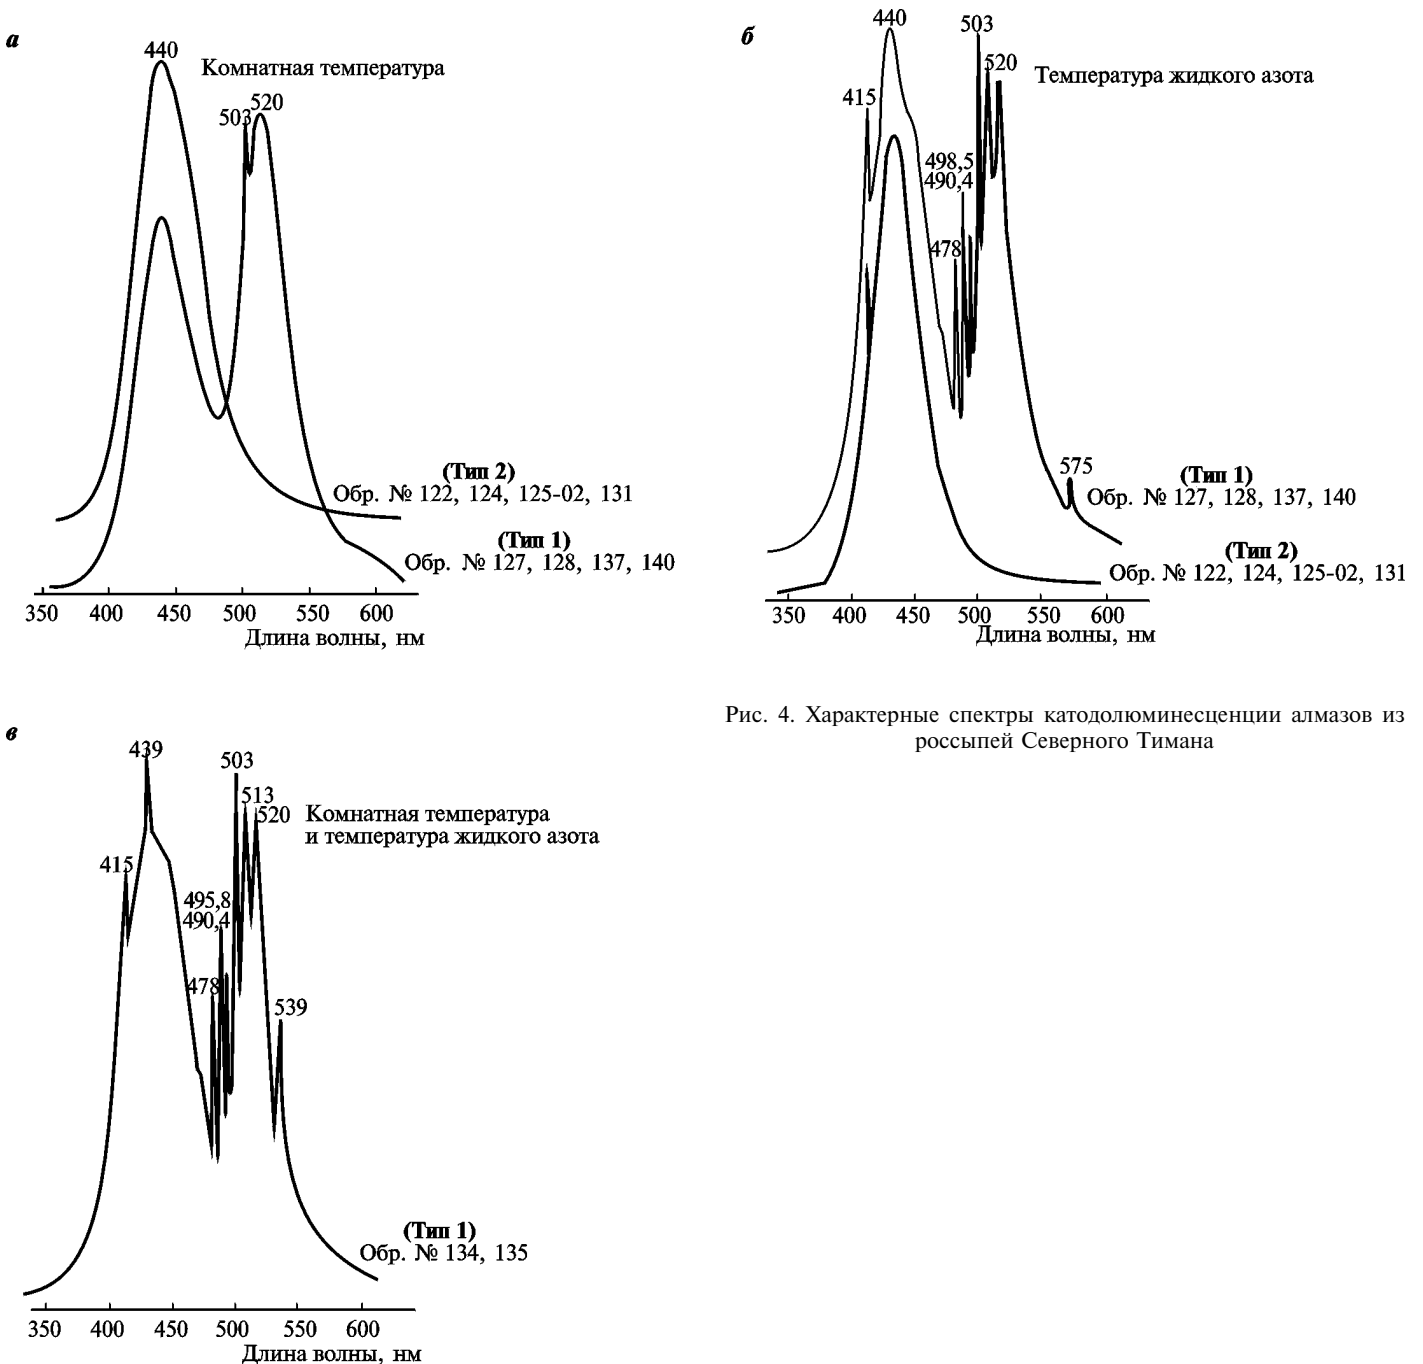 а
440
Комнатная температура
503
520
(Тип 2)
Обр. № 122, 124, 125-02, 131
(Тип 1)
Обр. № 127, 128, 137, 140
350 400 450 500 550 600
Длина волны, нм
б
440
503
520
Температура жидкого азота
415
498,5
490,4
478
575
(Тип 1)
Обр. № 127, 128, 137, 140
(Тип 2)
Обр. № 122, 124, 125-02, 131
350 400 450 500 550 600
Длина волны, нм
Рис. 4. Характерные спектры катодолюминесценции алмазов из
россыпей Северного Тимана
в
439
503
513
520
Комнатная температура
и температура жидкого азота
415
495,8
490,4
478
539
(Тип 1)
Обр. № 134, 135
350 400 450 500 550 600
Длина волны, нм